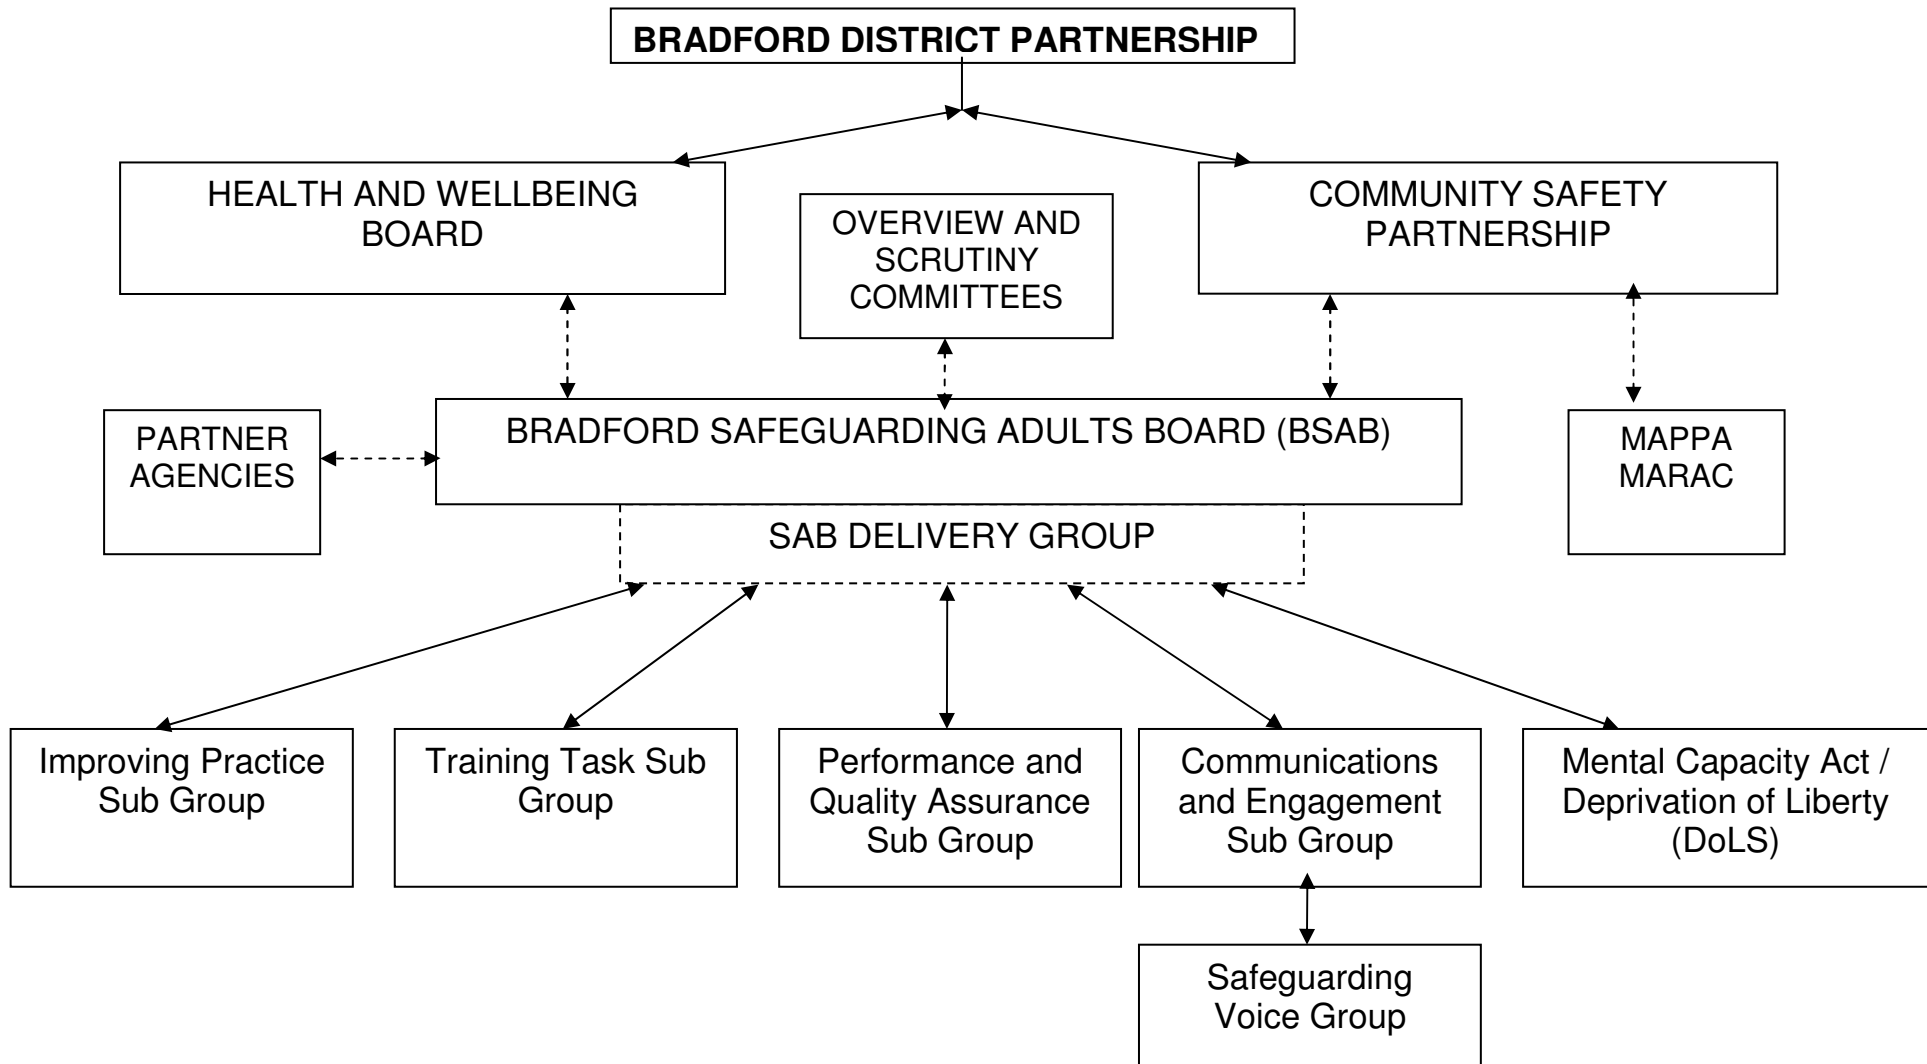 BRADFORD DISTRICT PARTNERSHIP
HEALTH AND WELLBEING
BOARD
OVERVIEW AND
SCRUTINY
COMMITTEES
COMMUNITY SAFETY
PARTNERSHIP
PARTNER
AGENCIES
BRADFORD SAFEGUARDING ADULTS BOARD (BSAB)
MAPPA
MARAC
SAB DELIVERY GROUP
Improving Practice
Sub Group
Training Task Sub
Group
Performance and
Quality Assurance
Sub Group
Communications
and Engagement
Sub Group
Mental Capacity Act /
Deprivation of Liberty
(DoLS)
Safeguarding
Voice Group